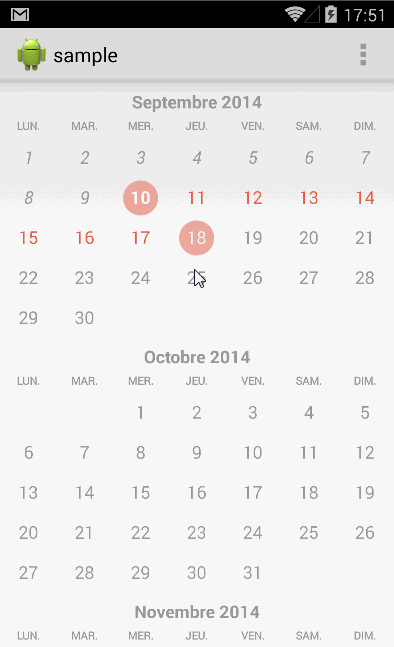 17:51
sample
Septembre 2014
LUN. MAR. MER. JEU. VEN. SAM. DIM.
1 2 3 4 5 6 7
8 9 10 11 12 13 14
15 16 17 18 19 20 21
22 23 24 25 26 27 28
29 30
Octobre 2014
LUN. MAR. MER. JEU. VEN. SAM. DIM.
1 2 3 4 5
6 7 8 9 10 11 12
13 14 15 16 17 18 19
20 21 22 23 24 25 26
27 28 29 30 31
Novembre 2014
LUN. MAR. MER. JEU. VEN. SAM. DIM.